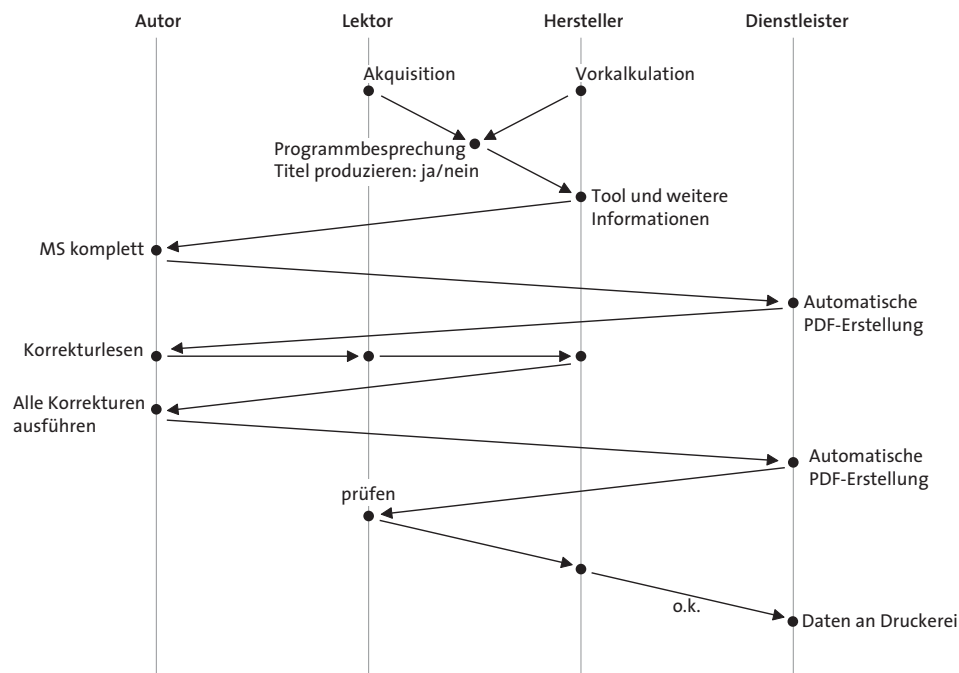 Autor
Lektor
Hersteller
Dienstleister
Akquisition
Vorkalkulation
Programmbesprechung
Titel produzieren: ja/nein
Tool und weitere
Informationen
MS komplett
Automatische
PDF-Erstellung
Korrekturlesen
Alle Korrekturen
ausführen
Automatische
PDF-Erstellung
prüfen
o.k.
Daten an Druckerei